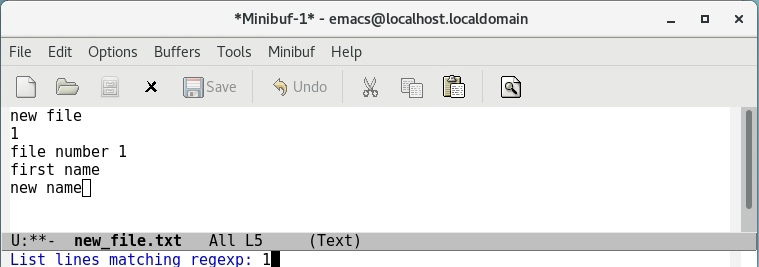 *Minibuf-1* - emacs@localhost.localdomain
File Edit Options Buffers Tools Minibuf Help
Save Undo
new file
1
file number 1
first name
new name
U:**-  new_file.txt   All L5     (Text)
List lines matching regexp: 1